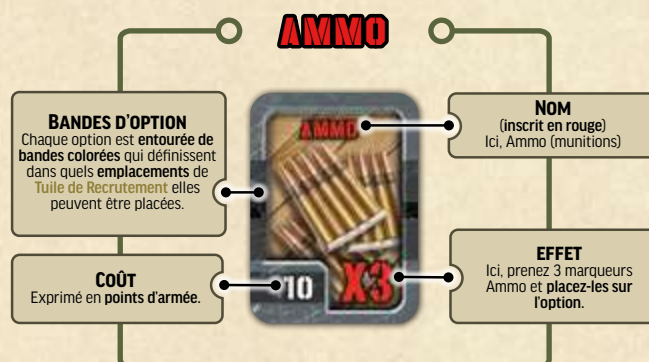 AMMO
BANDES D'OPTION
Chaque option est entourée de
bandes colorées qui définissent
dans quels emplacements de
Tuile de Recrutement elles
peuvent être placées.
COÛT
Exprimé en points d'armée.
AMMO
10
X3
NOM
(inscrit en rouge)
Ici, Ammo (munitions)
EFFET
Ici, prenez 3 marqueurs
Ammo et placez-les sur
l'option.